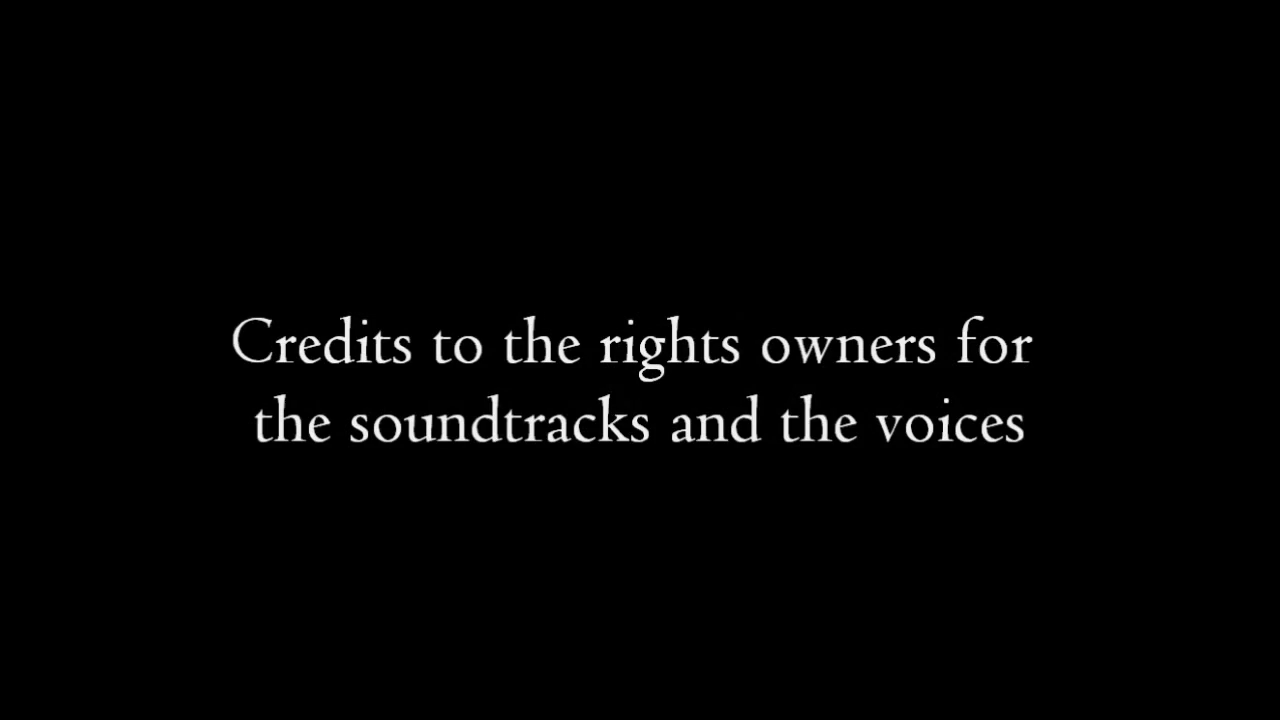 Credits to the rights owners for
the soundtracks and the voices